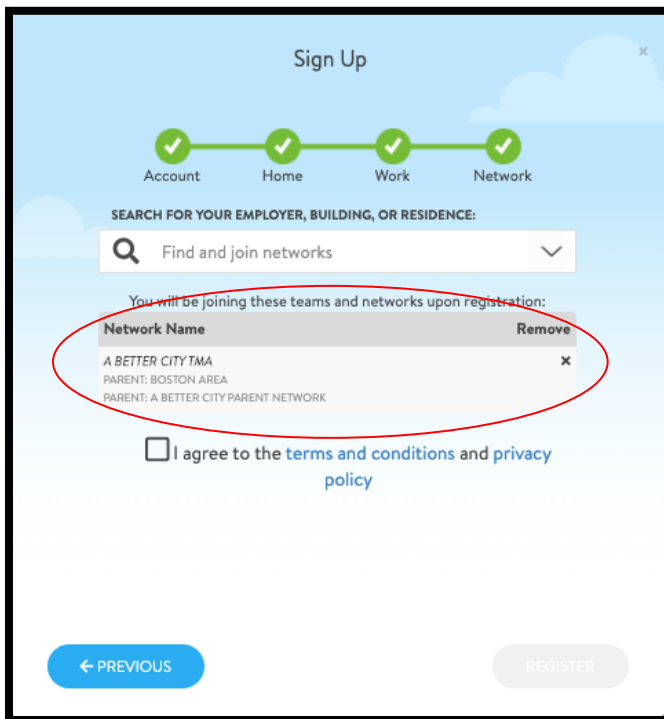 Sign Up
×
Account Home Work Network
SEARCH FOR YOUR EMPLOYER, BUILDING, OR RESIDENCE:
Find and join networks
You will be joining these teams and networks upon registration:
Network Name Remove
A BETTER CITY TMA ×
PARENT: BOSTON AREA
PARENT: A BETTER CITY PARENT NETWORK
I agree to the terms and conditions and privacy
policy
← PREVIOUS REGISTER